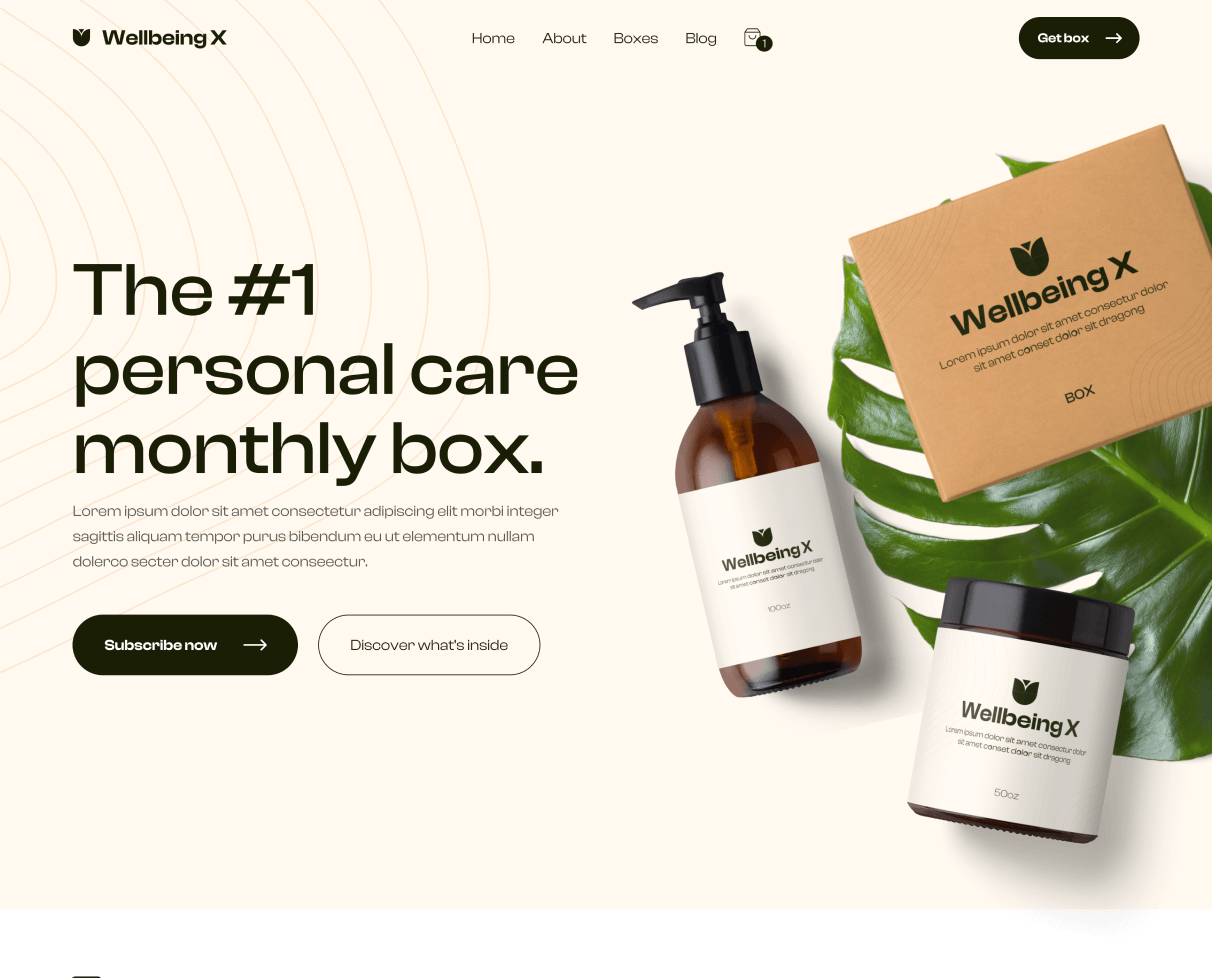 Wellbeing X
Home
About
Boxes
Blog
1
Get box
The #1
personal care
monthly box.
Lorem ipsum dolor sit amet consectetur adipiscing elit morbi integer
sagittis aliquam tempor purus bibendum eu ut elementum nullam
dolerco secter dolor sit amet conseectur.
Subscribe now
Discover what's inside
Wellbeing X
Lorem ipsum dolor sit amet consectur dolor
sit amet conset dolor sit dragong
BOX
Wellbeing X
Lorem ipsum dolor sit amet consectur dolor
sit amet conset dolor sit dragong
100oz
Wellbeing X
Lorem ipsum dolor sit amet consectur dolor
sit amet conset dolor sit dragong
50oz